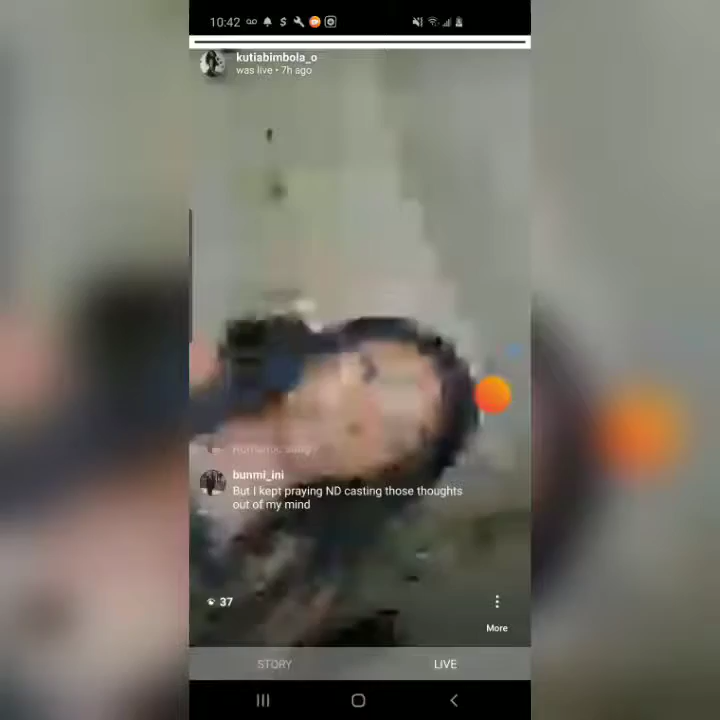 10:42
kutiabimbola_o
was live • 7h ago
Romantic
bunmi_ini
But I kept praying ND casting those thoughts
out of my mind
37
More
STORY
LIVE